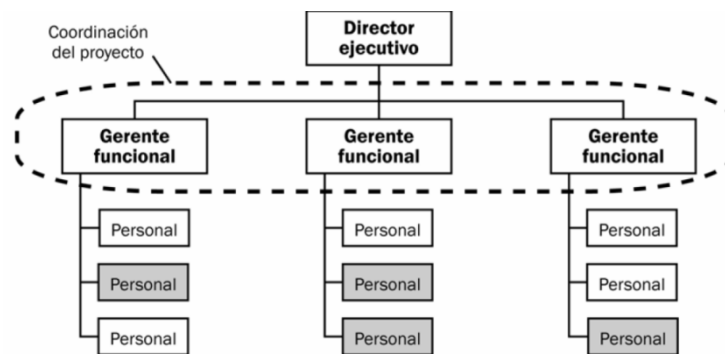 Coordinación
del proyecto
Director
ejecutivo
Gerente
funcional
Gerente
funcional
Gerente
funcional
Personal
Personal
Personal
Personal
Personal
Personal
Personal
Personal
Personal